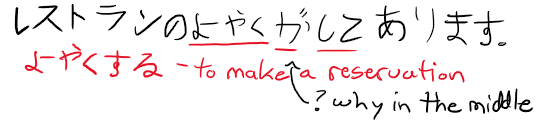 レストランのよやくがしてあります。
よやくする - to make a reservation
? why in the middle